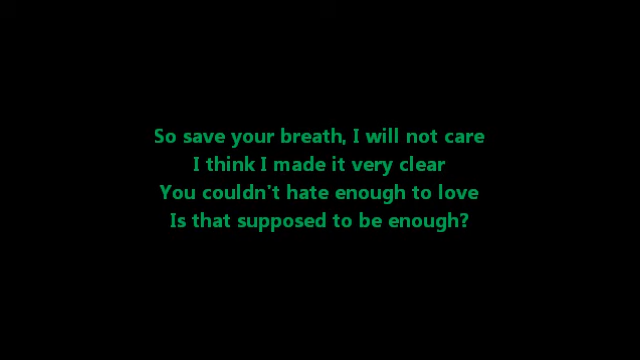 So save your breath, I will not care
I think I made it very clear
You couldn't hate enough to love
Is that supposed to be enough?